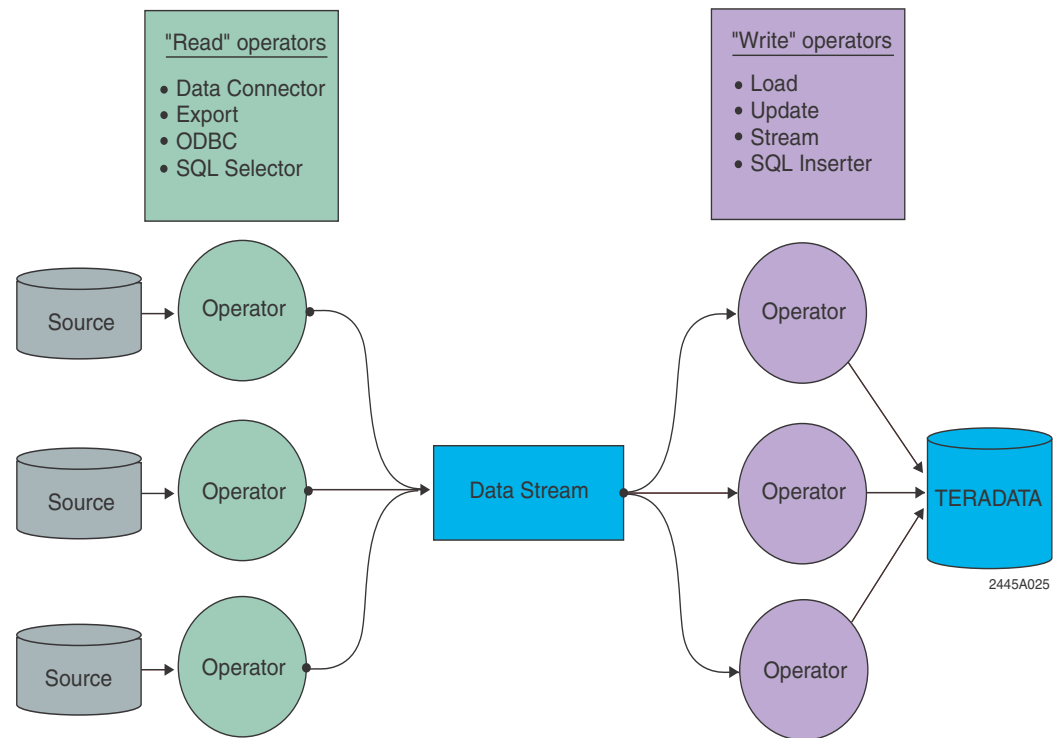 "Read" operators
• Data Connector
• Export
• ODBC
• SQL Selector
"Write" operators
• Load
• Update
• Stream
• SQL Inserter
Source
Operator
Operator
Source
Operator
Data Stream
Operator
TERADATA
2445A025
Source
Operator
Operator